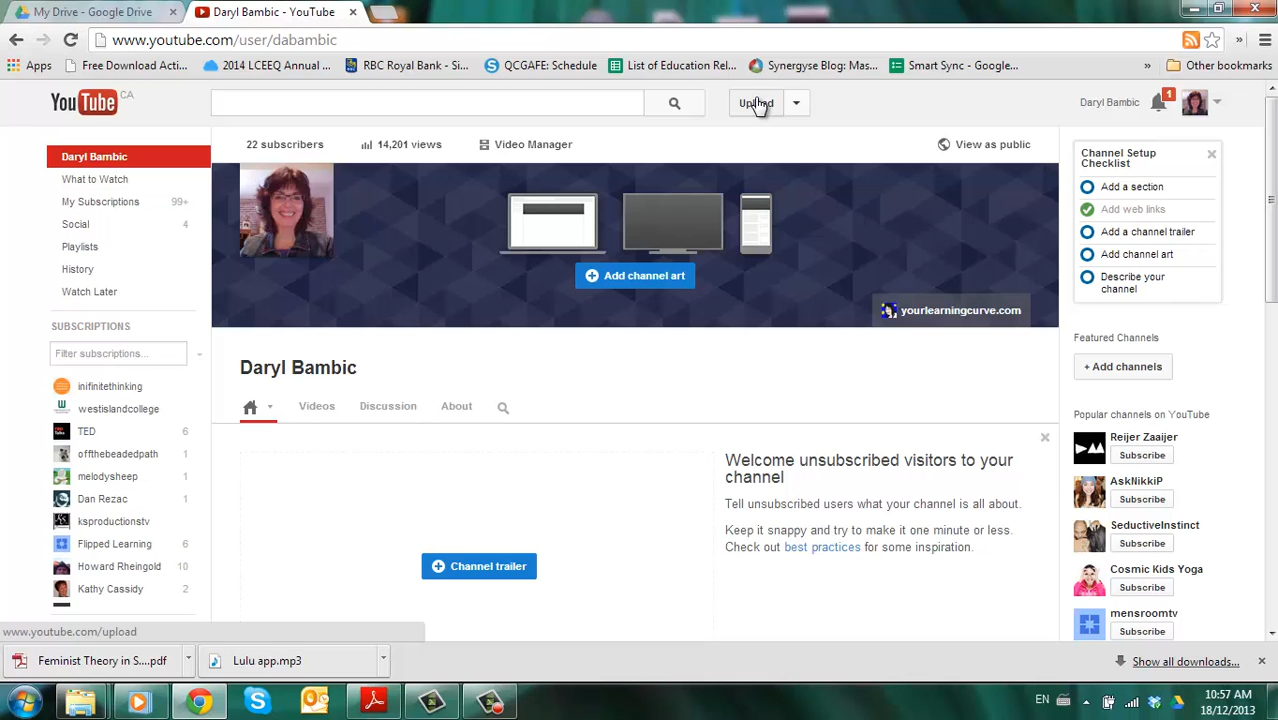 My Drive - Google Drive
Daryl Bambic - YouTube
www.youtube.com/user/dabambic
Apps
Free Download Acti...
2014 LCEEQ Annual ...
RBC Royal Bank - Si...
QCGAFE: Schedule
List of Education Rel...
Synergyse Blog: Mas...
Smart Sync - Google...
»
Other bookmarks
YouTube CA
Upload
Daryl Bambic
1
Daryl Bambic
What to Watch
My Subscriptions 99+
Social 4
Playlists
History
Watch Later
SUBSCRIPTIONS
Filter subscriptions...
inifinitethinking
westislandcollege
TED 6
offthebeadedpath 1
melodysheep 1
Dan Rezac 1
ksproductionstv
Flipped Learning 6
Howard Rheingold 10
Kathy Cassidy 2
22 subscribers
14,201 views
Video Manager
View as public
Add channel art
yourlearningcurve.com
Daryl Bambic
Videos
Discussion
About
Channel trailer
Welcome unsubscribed visitors to your
channel
Tell unsubscribed users what your channel is all about.
Keep it snappy and try to make it one minute or less.
Check out best practices for some inspiration.
Channel Setup
Checklist
Add a section
Add web links
Add a channel trailer
Add channel art
Describe your
channel
Featured Channels
+ Add channels
Popular channels on YouTube
Reijer Zaaijer
Subscribe
AskNikkiP
Subscribe
SeductiveInstinct
Subscribe
Cosmic Kids Yoga
Subscribe
mensroomtv
Subscribe
www.youtube.com/upload
Feminist Theory in S....pdf
Lulu app.mp3
Show all downloads...
EN
10:57 AM
18/12/2013